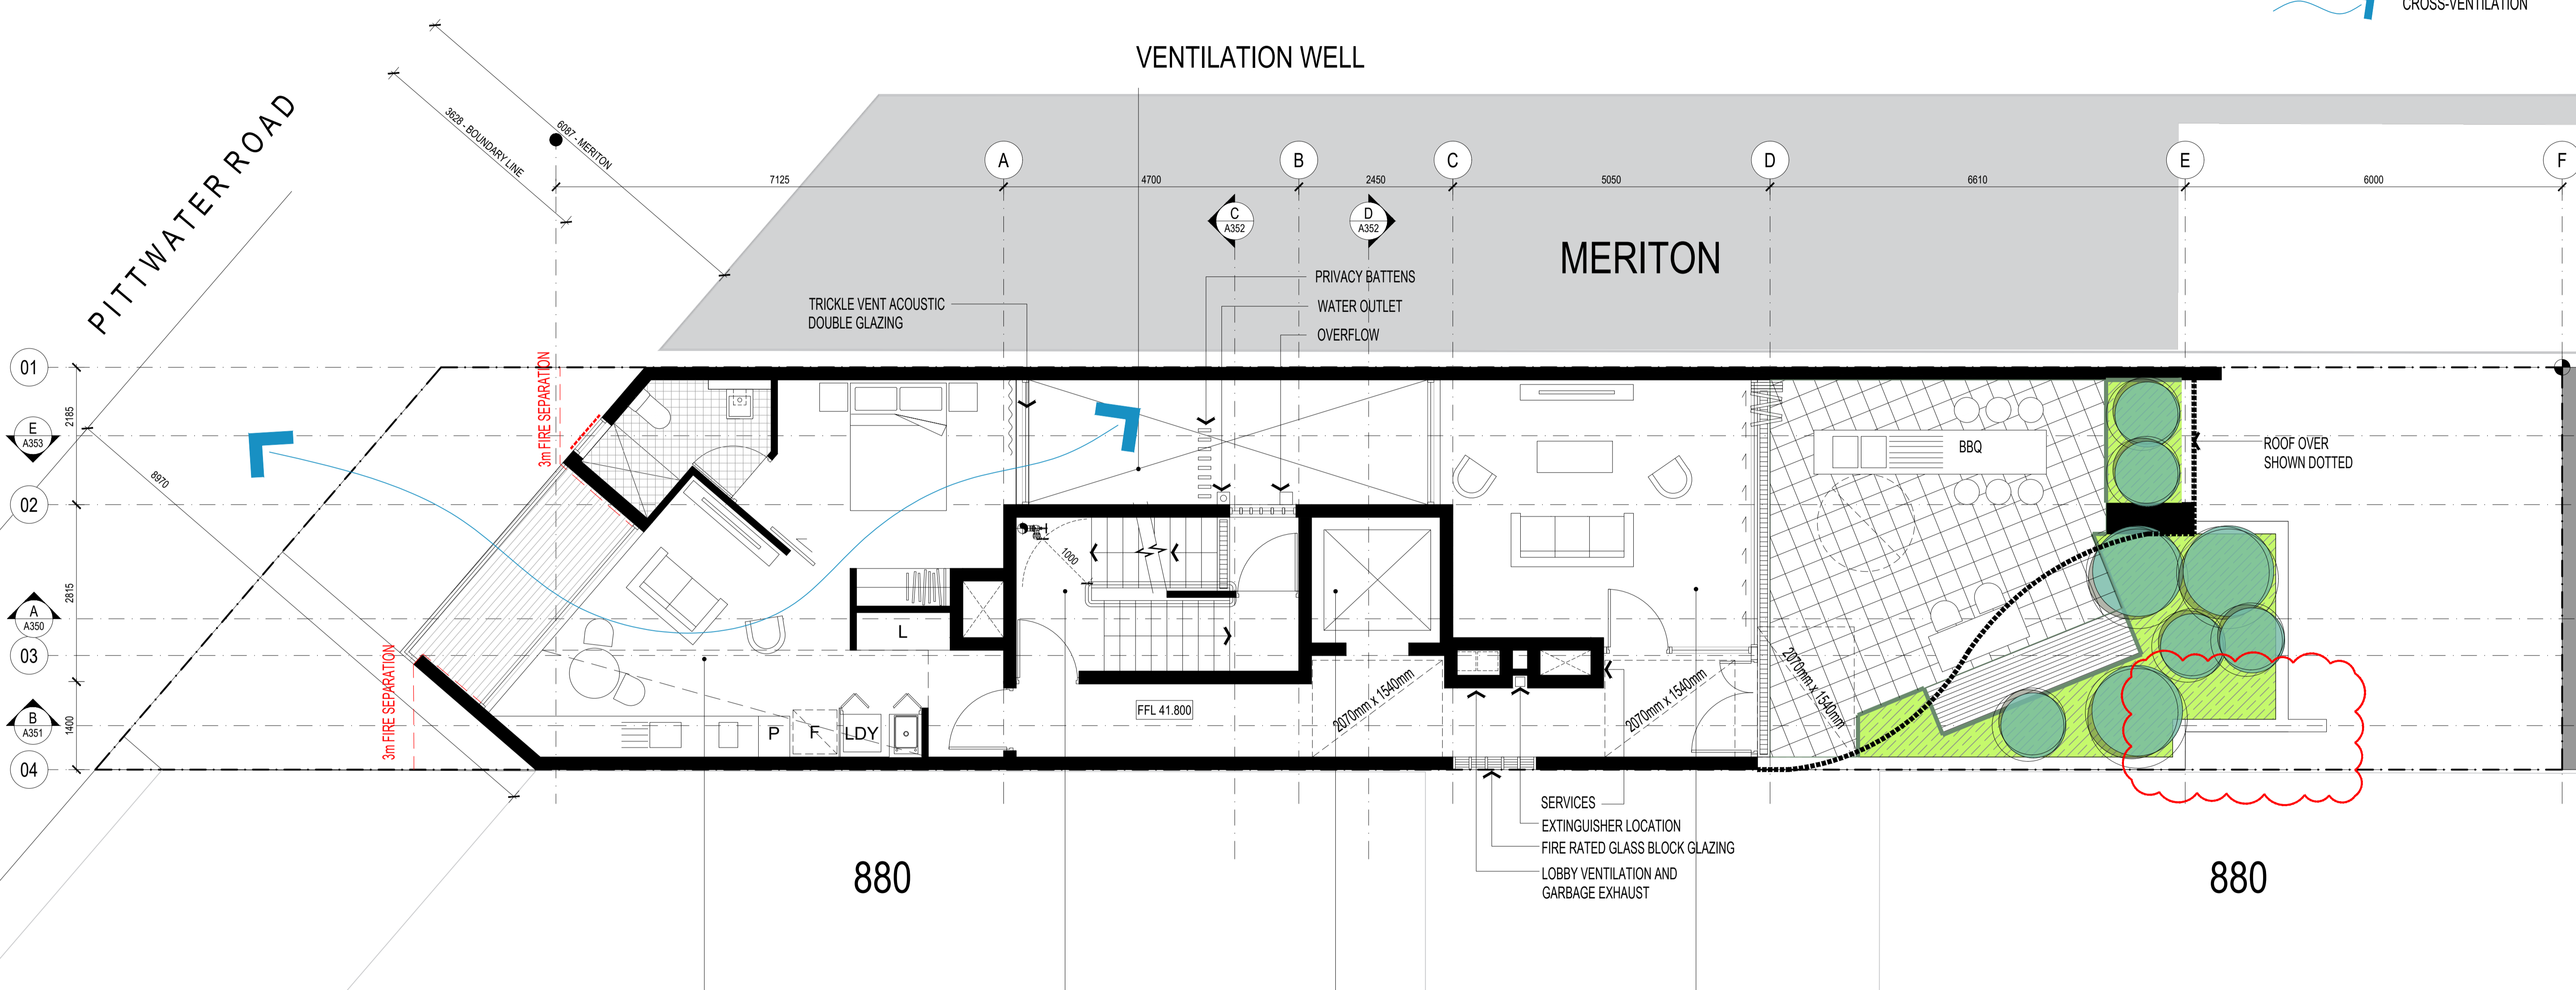 CROSS-VENTILATION
VENTILATION WELL
PITTWATER ROAD
3628 - BOUNDARY LINE
6087 - MERITON
A
B
C
D
E
F
7125
4700
2450
5050
6610
6000
C
A352
D
A352
MERITON
PRIVACY BATTENS
WATER OUTLET
OVERFLOW
TRICKLE VENT ACOUSTIC
DOUBLE GLAZING
01
E
A353
02
A
A350
03
B
A351
04
2185
2815
1400
8970
3m FIRE SEPARATION
3m FIRE SEPARATION
BBQ
ROOF OVER
SHOWN DOTTED
1000
L
P
F
LDY
FFL 41.800
2070mm x 1540mm
2070mm x 1540mm
2070mm x 1540mm
SERVICES
EXTINGUISHER LOCATION
FIRE RATED GLASS BLOCK GLAZING
LOBBY VENTILATION AND
GARBAGE EXHAUST
880
880